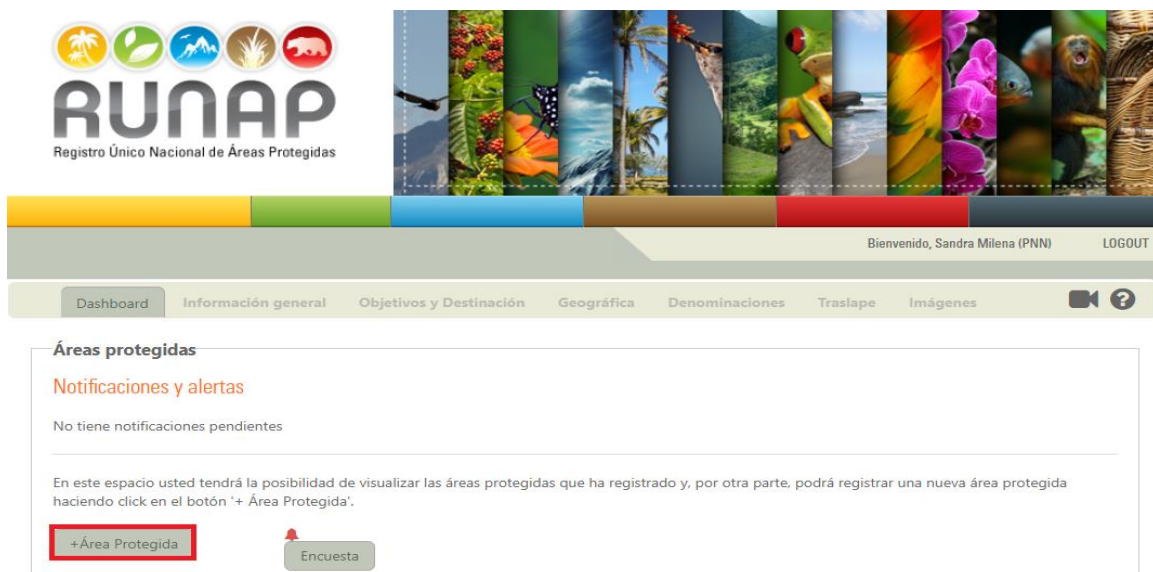 RUNAP
Registro Único Nacional de Áreas Protegidas
Bienvenido, Sandra Milena (PNN) LOGOUT
Dashboard Información general Objetivos y Destinación Geográfica Denominaciones Traslape Imágenes ?
Áreas protegidas
Notificaciones y alertas
No tiene notificaciones pendientes
En este espacio usted tendrá la posibilidad de visualizar las áreas protegidas que ha registrado y, por otra parte, podrá registrar una nueva área protegida
haciendo click en el botón '+ Área Protegida'.
+Área Protegida Encuesta